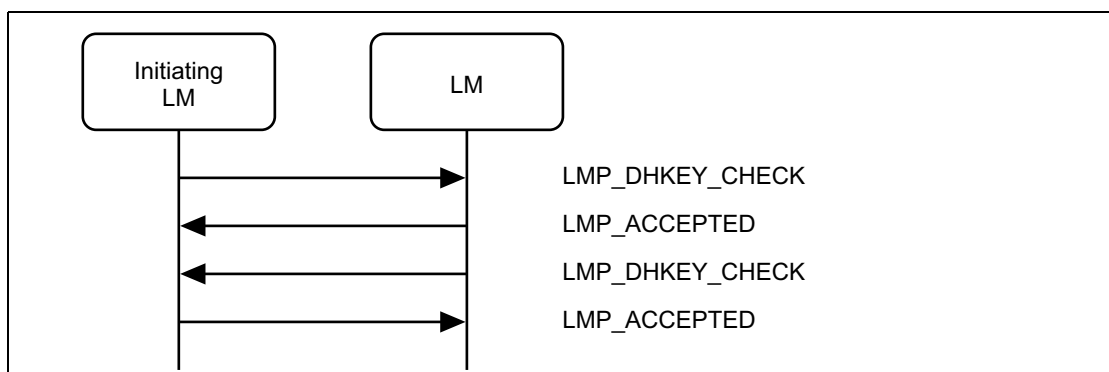 Initiating
LM
LM
LMP_DHKEY_CHECK
LMP_ACCEPTED
LMP_DHKEY_CHECK
LMP_ACCEPTED